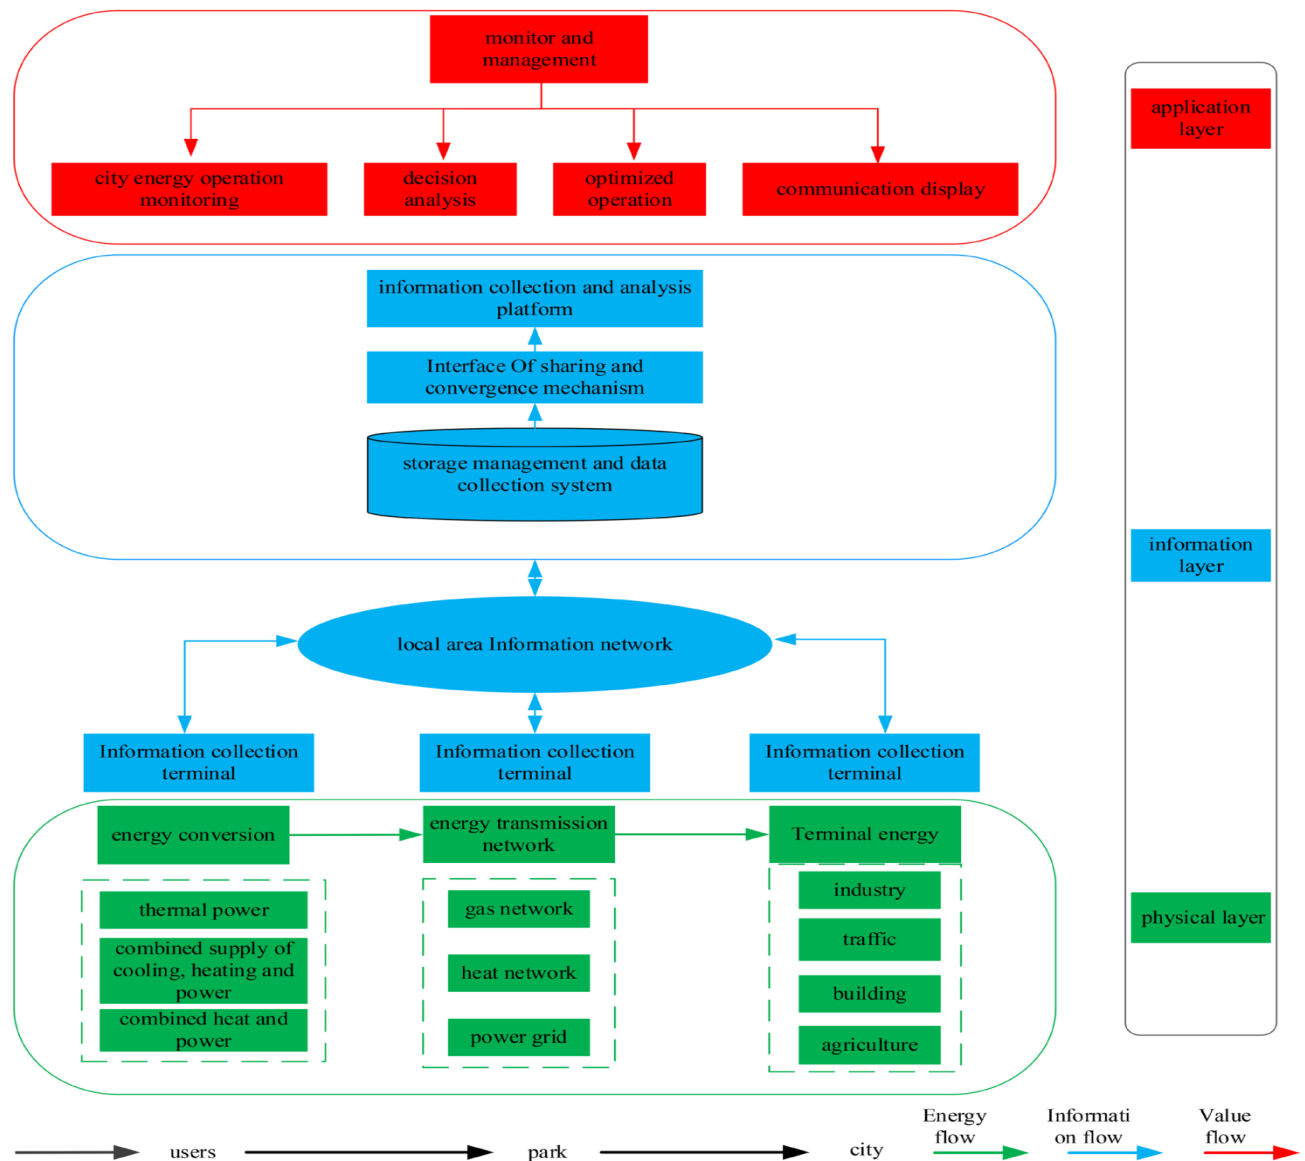 monitor and
management
city energy operation
monitoring
decision
analysis
optimized
operation
communication display
application
layer
information collection and analysis
platform
Interface Of sharing and
convergence mechanism
storage management and data
collection system
information
layer
local area Information network
Information collection
terminal
Information collection
terminal
Information collection
terminal
energy conversion
energy transmission
network
Terminal energy
thermal power
combined supply of
cooling, heating and
power
combined heat and
power
gas network
heat network
power grid
industry
traffic
building
agriculture
physical layer
users
park
city
Energy
flow
Informati
on flow
Value
flow